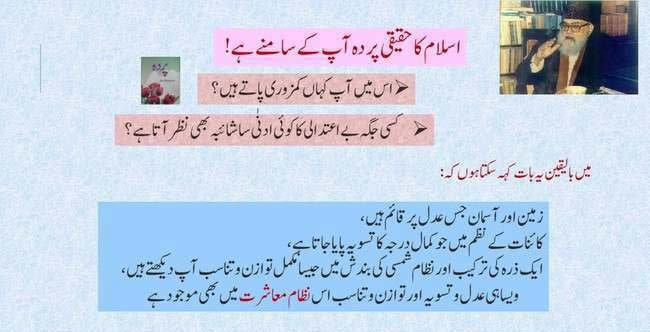 اسلام کا حقیقی پردہ آپ کے سامنے ہے!
پردہ
اس میں آپ کہاں کمزوری پاتے ہیں؟
کسی جگہ بے اعتدالی کا کوئی ادنٰی سا شائبہ بھی نظر آتا ہے؟
میں بالیقین یہ بات کہہ سکتا ہوں کہ:
زمین اور آسمان جس عدل پر قائم ہیں،
کائنات کے نظم میں جو کمال درجہ کا تسویہ پایا جاتا ہے،
ایک ذرہ کی ترکیب اور نظام شمسی کی بندش میں جیسا مکمل توازن و تناسب آپ دیکھتے ہیں،
ویسا ہی عدل و تسویہ اور توازن و تناسب اس نظام معاشرت میں بھی موجود ہے